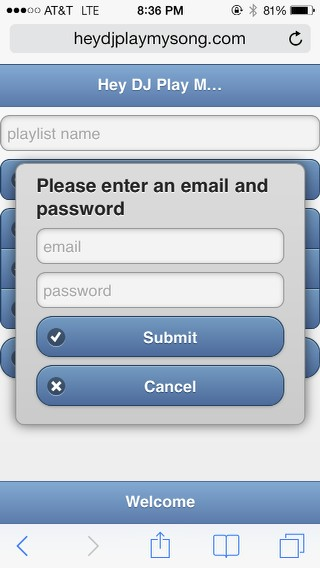 AT&T LTE 8:36 PM 81%
heydjplaymysong.com
Hey DJ Play M...
playlist name
Please enter an email and
password
email
password
Submit
Cancel
Welcome